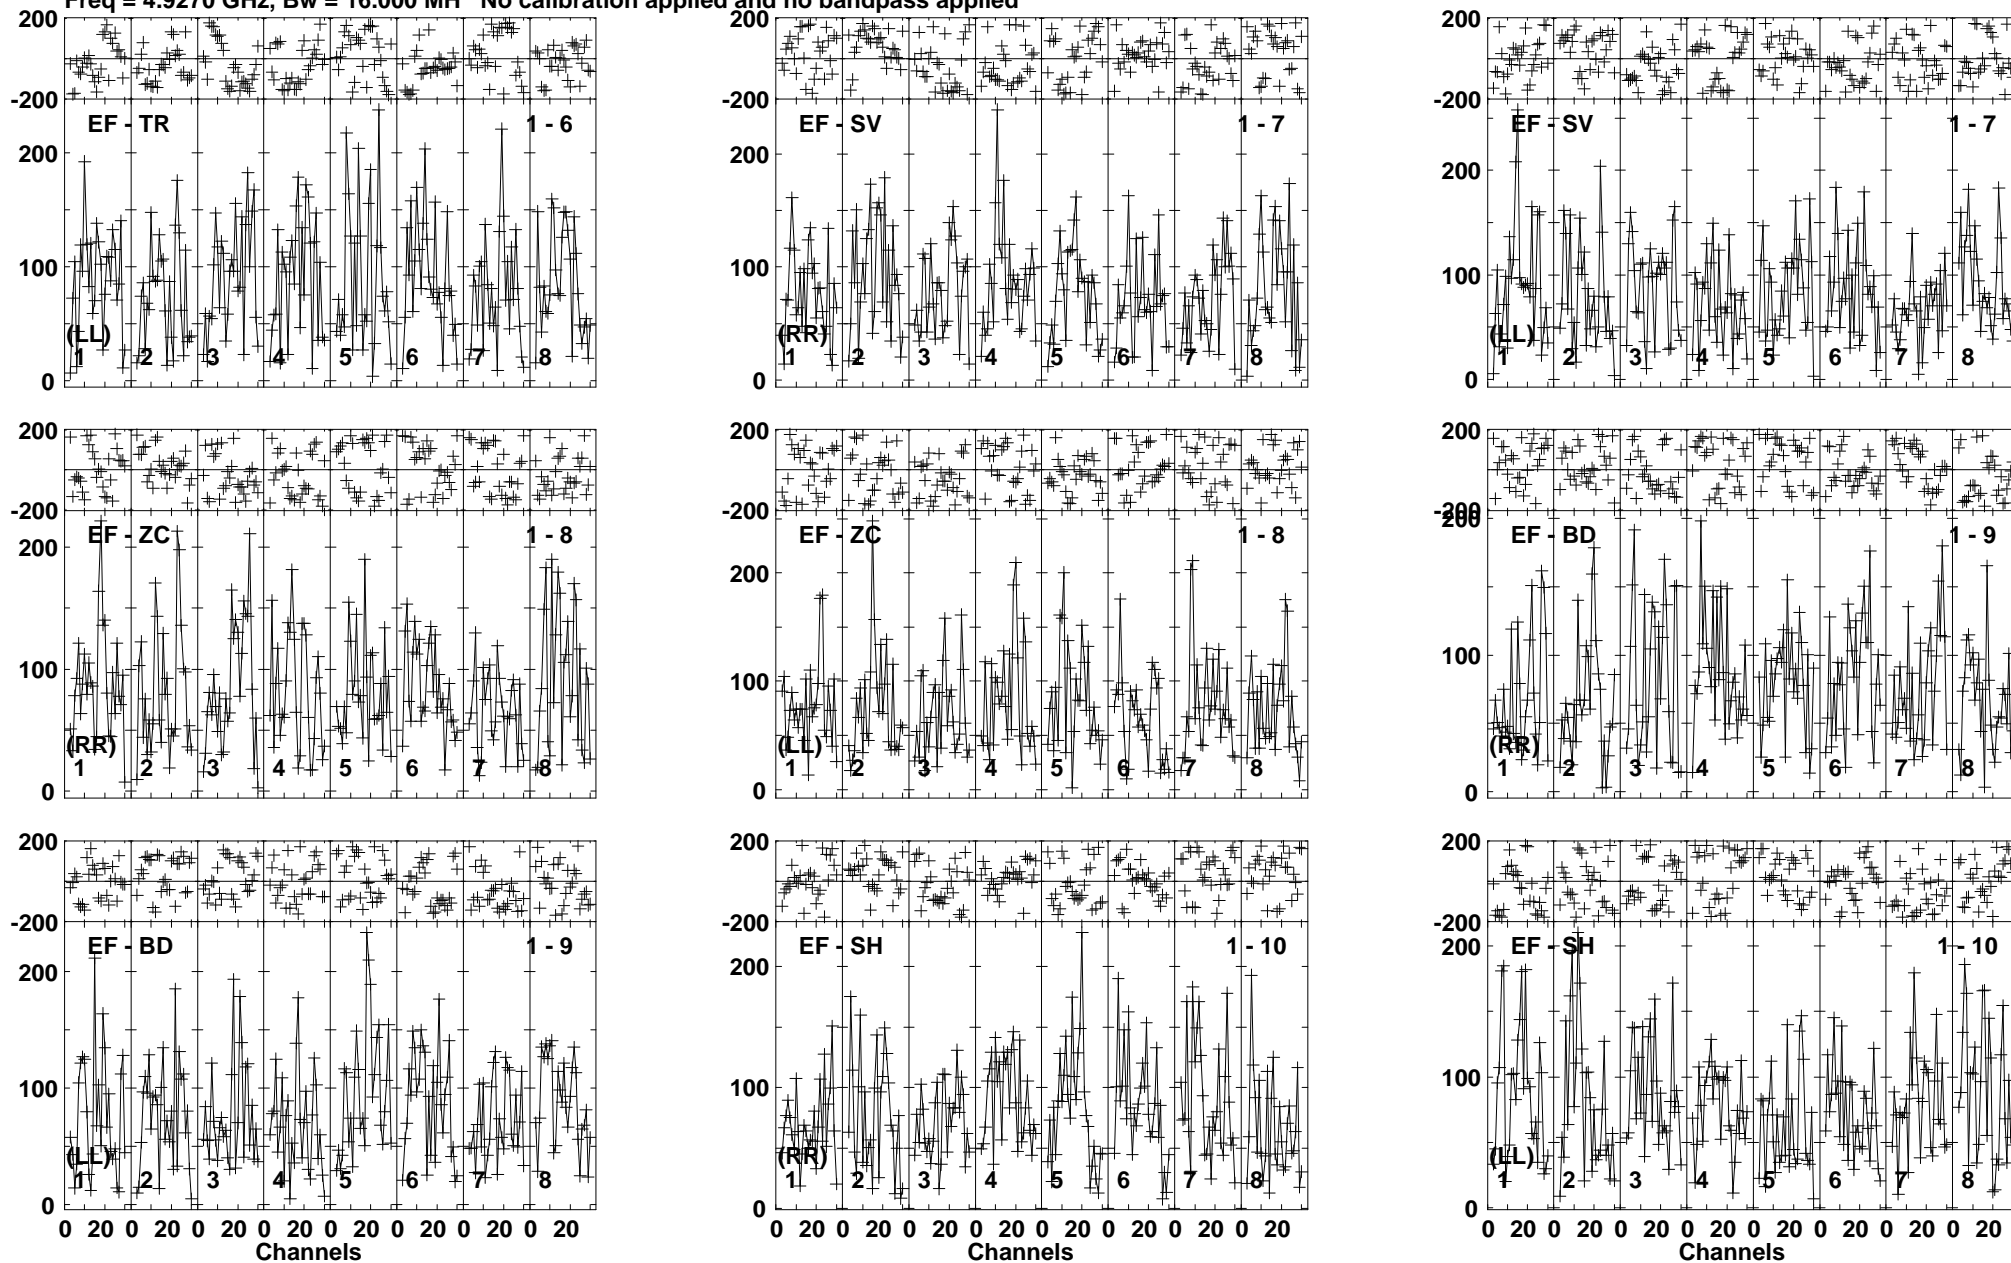 Freq = 4.9270 GHz, Bw = 16.000 MH No calibration applied and no bandpass applied
200 200 200
-200 -200 -200
EF - TR 1 - 6 EF - SV 1 - 7 EF - SV 1 - 7
200 200 200
100 100 100
(LL) (RR) (LL)
1 2 3 4 5 6 7 8 1 2 3 4 5 6 7 8 1 2 3 4 5 6 7 8
0 0 0
200 200 200
-200 -200 -200
200
EF - ZC 1 - 8 EF - ZC 1 - 8 EF - BD 1 - 9
200 200
100 100 100
(RR) (LL) (RR)
1 2 3 4 5 6 7 8 1 2 3 4 5 6 7 8 1 2 3 4 5 6 7 8
0 0 0
200 200 200
-200 -200 -200
EF - BD 1 - 9 EF - SH 1 - 10 EF - SH 1 - 10
200 200 200
100 100 100
(LL) (RR) (LL)
1 2 3 4 5 6 7 8 1 2 3 4 5 6 7 8 1 2 3 4 5 6 7 8
0 0 0
0 20 0 20 0 20 0 20 0 20 0 20 0 20 0 20 0 20 0 20 0 20 0 20 0 20 0 20 0 20 0 20 0 20 0 20 0 20 0 20 0 20 0 20 0 20 0 20
Channels Channels